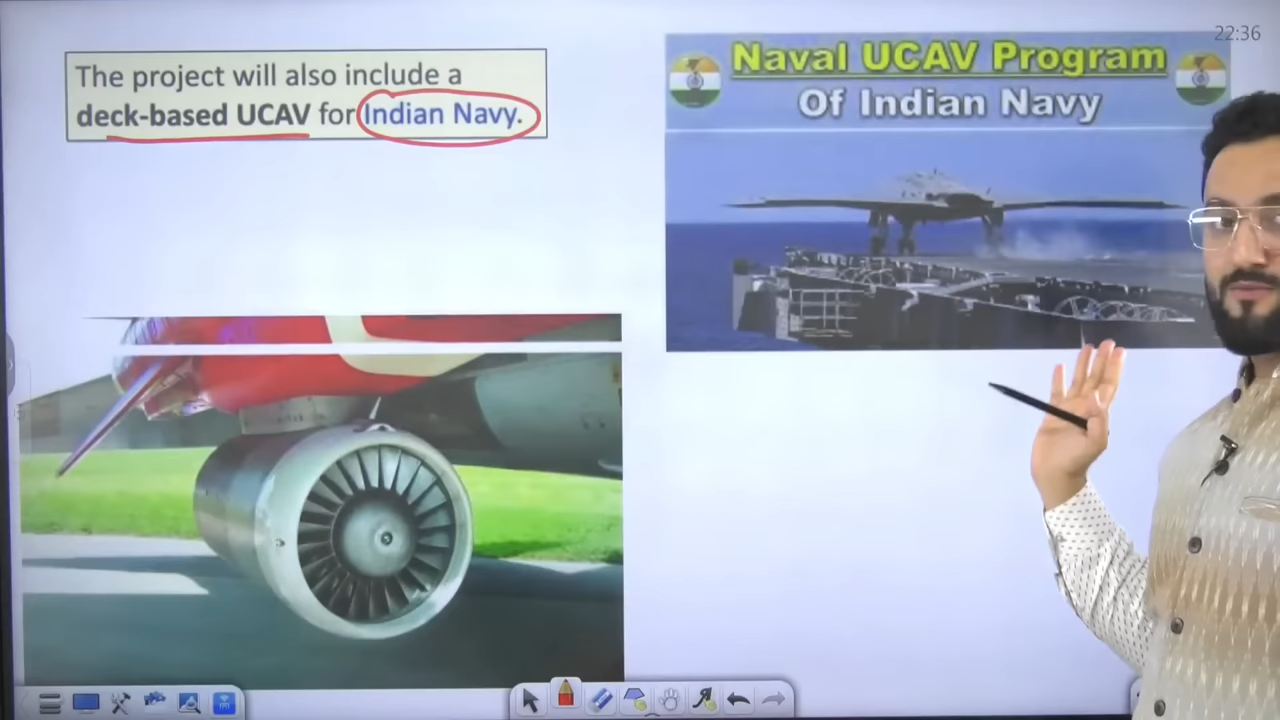 The project will also include a
deck-based UCAV for Indian Navy.
Naval UCAV Program
Of Indian Navy
22:36